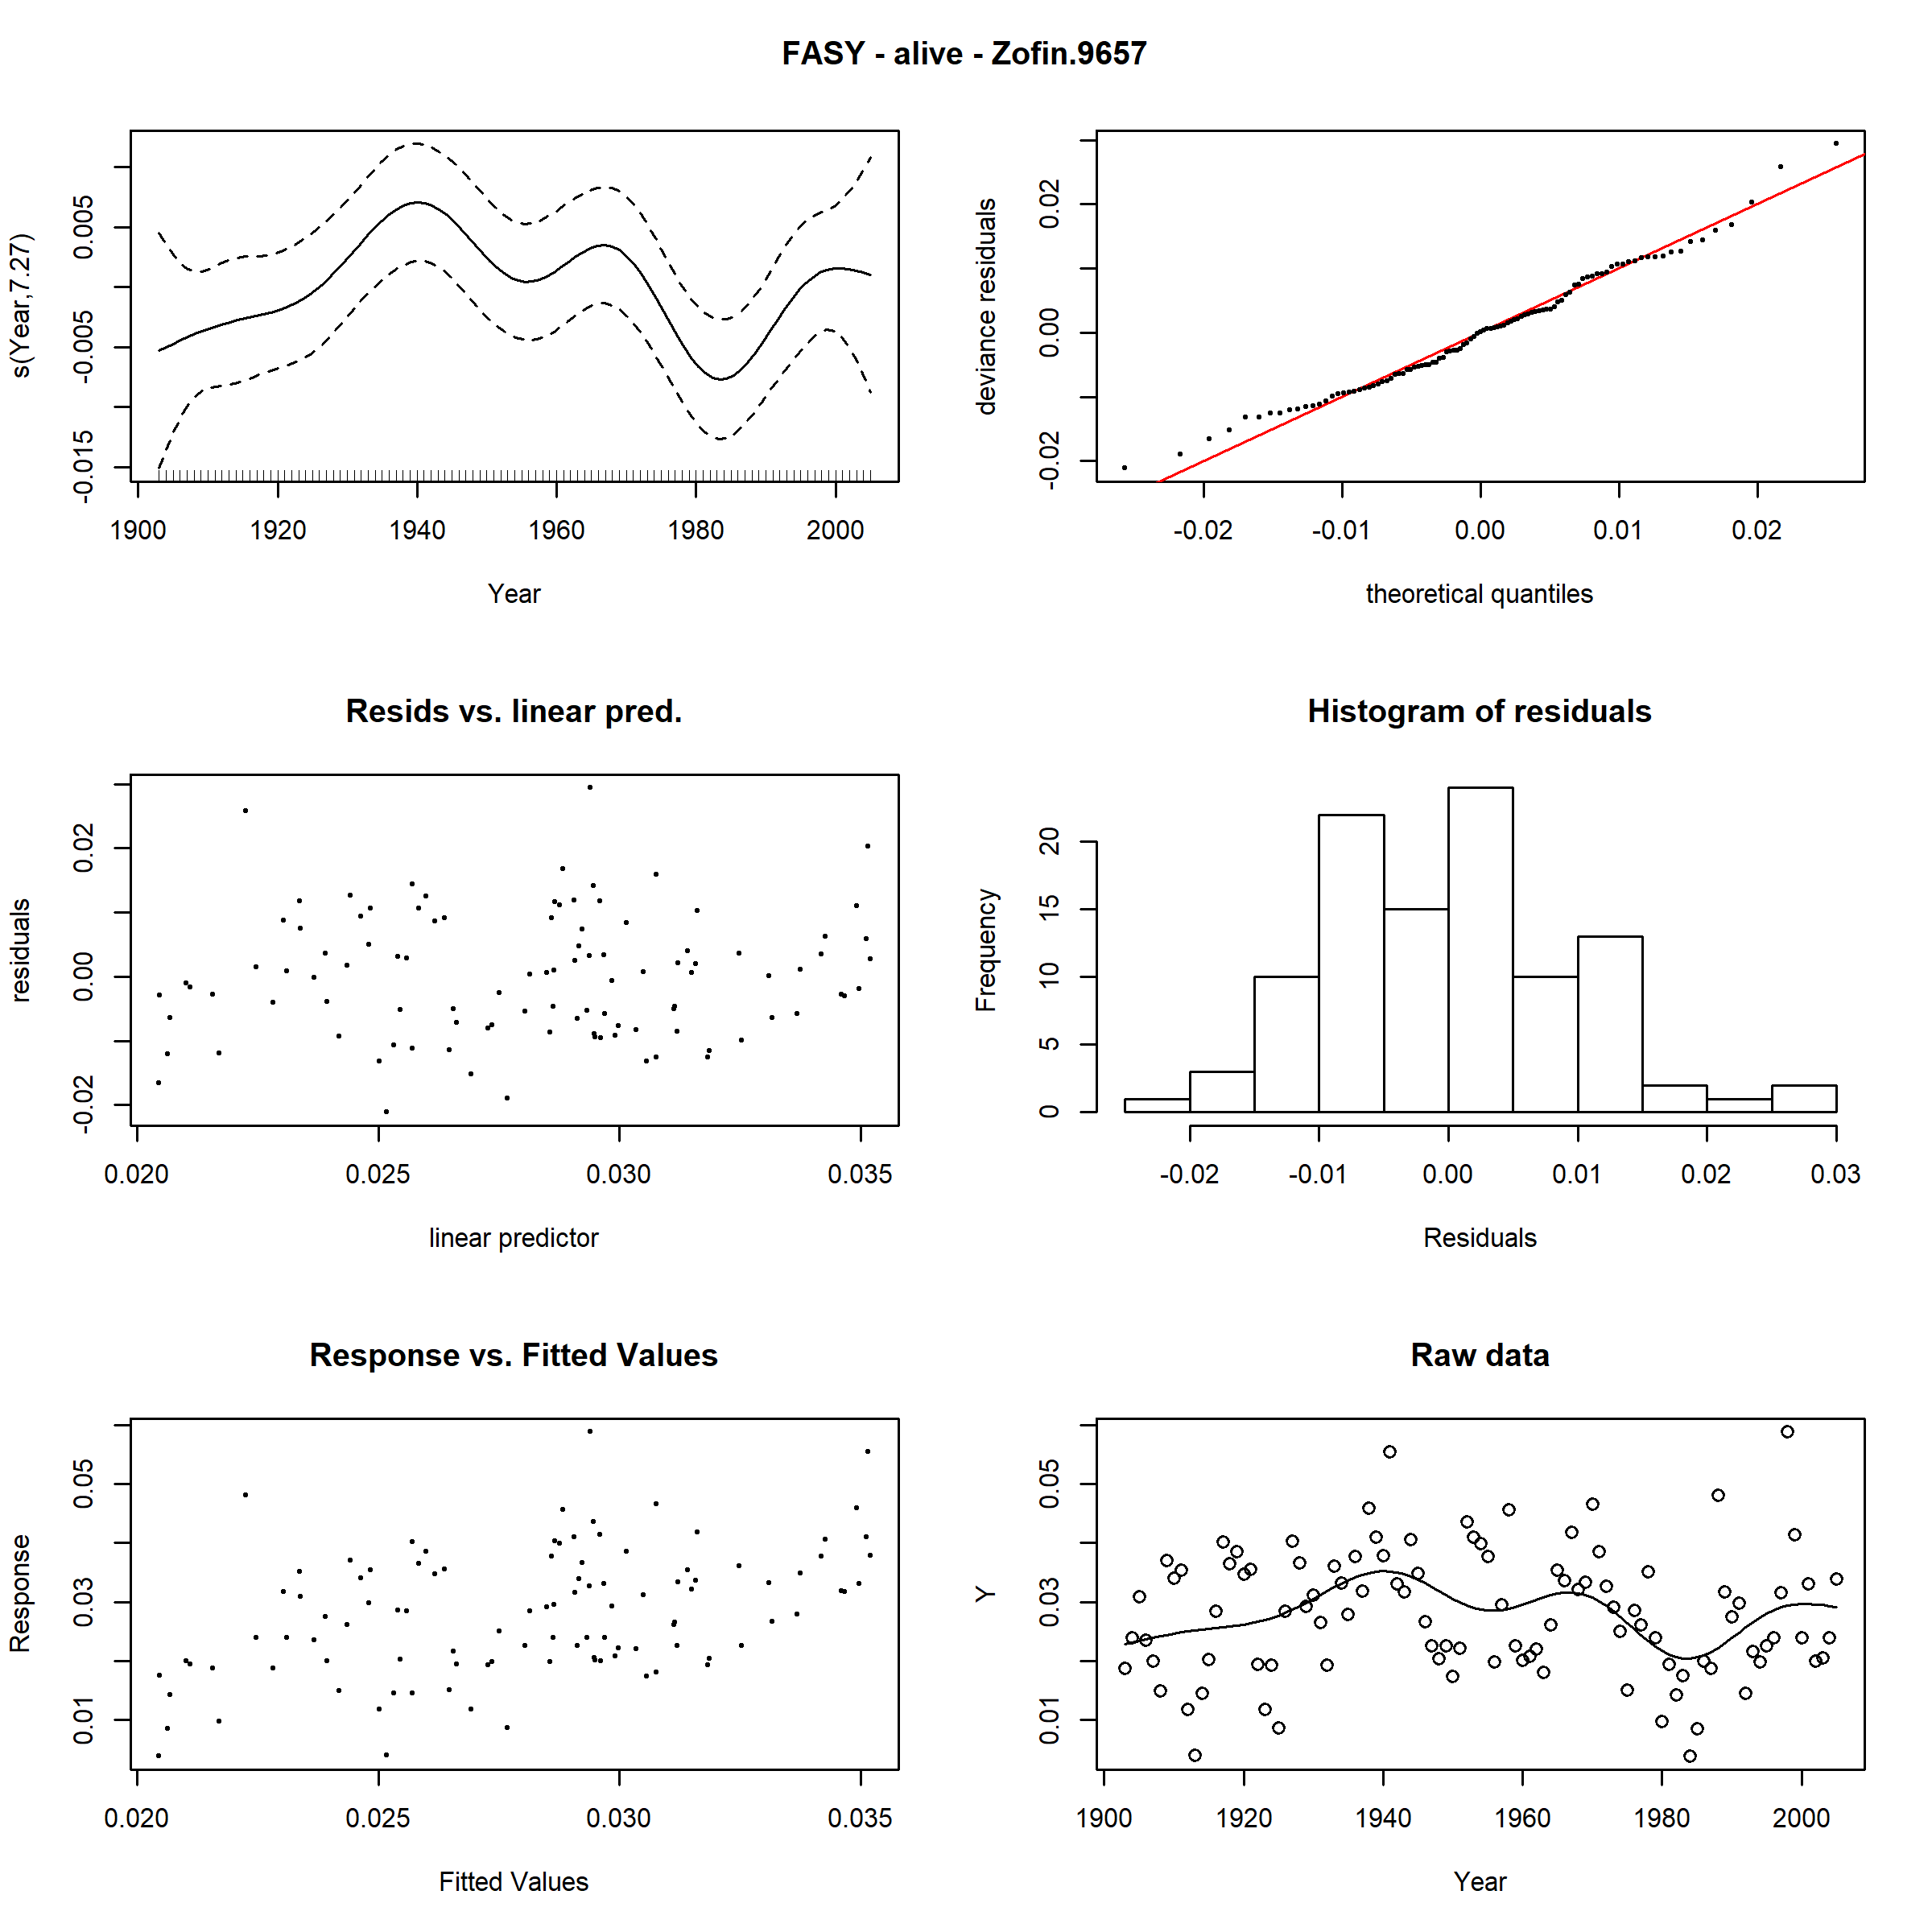 FASY - alive - Zofin.9657
s(Year,7.27)
-0.015 -0.005 0.005
1900 1920 1940 1960 1980 2000
Year
deviance residuals
-0.02 0.00 0.02
-0.02 -0.01 0.00 0.01 0.02
theoretical quantiles
Resids vs. linear pred.
residuals
-0.02 0.00 0.02
0.020 0.025 0.030 0.035
linear predictor
Histogram of residuals
Frequency
0 5 10 15 20
-0.02 -0.01 0.00 0.01 0.02 0.03
Residuals
Response vs. Fitted Values
Response
0.01 0.03 0.05
0.020 0.025 0.030 0.035
Fitted Values
Raw data
Y
0.01 0.03 0.05
1900 1920 1940 1960 1980 2000
Year